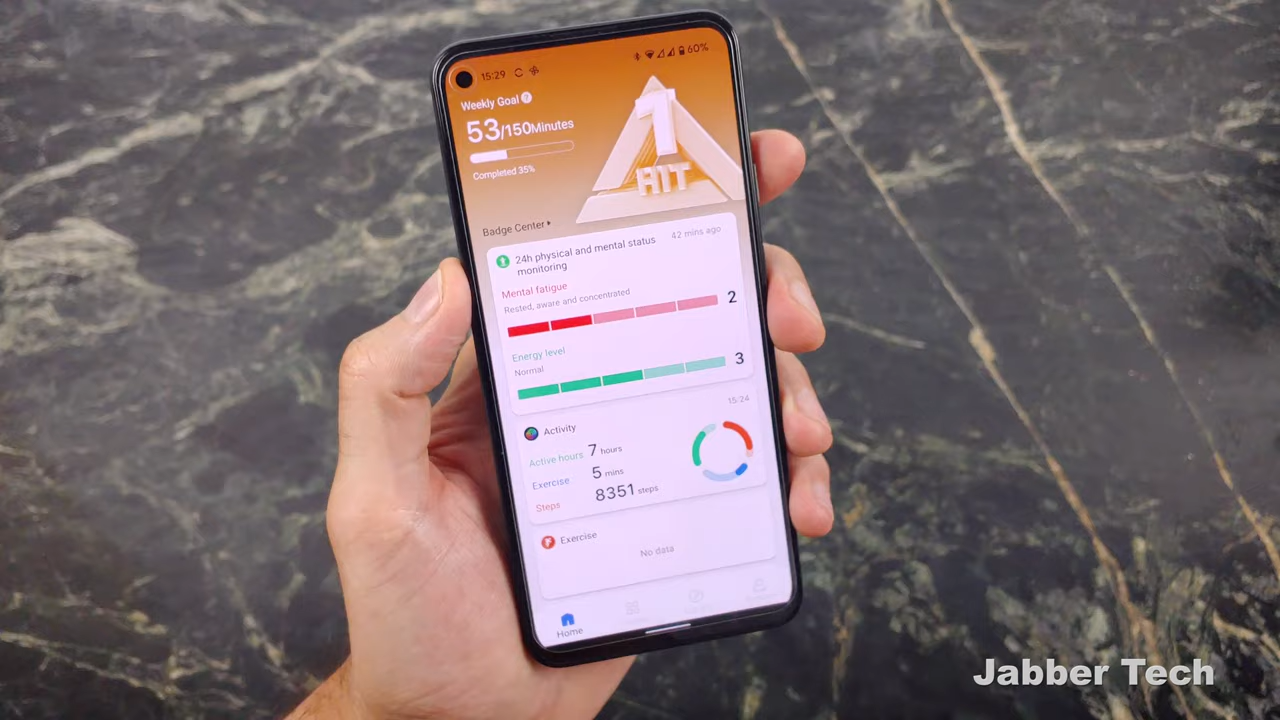 15:29
60%
Weekly Goal ?
53/150Minutes
Completed 35%
1
HIT
Badge Center
24h physical and mental status
monitoring
42 mins ago
Mental fatigue
Rested, aware and concentrated
2
Energy level
Normal
3
Activity
15:24
Active hours 7 hours
Exercise 5 mins
Steps 8351 steps
Exercise
No data
Home
Jabber Tech